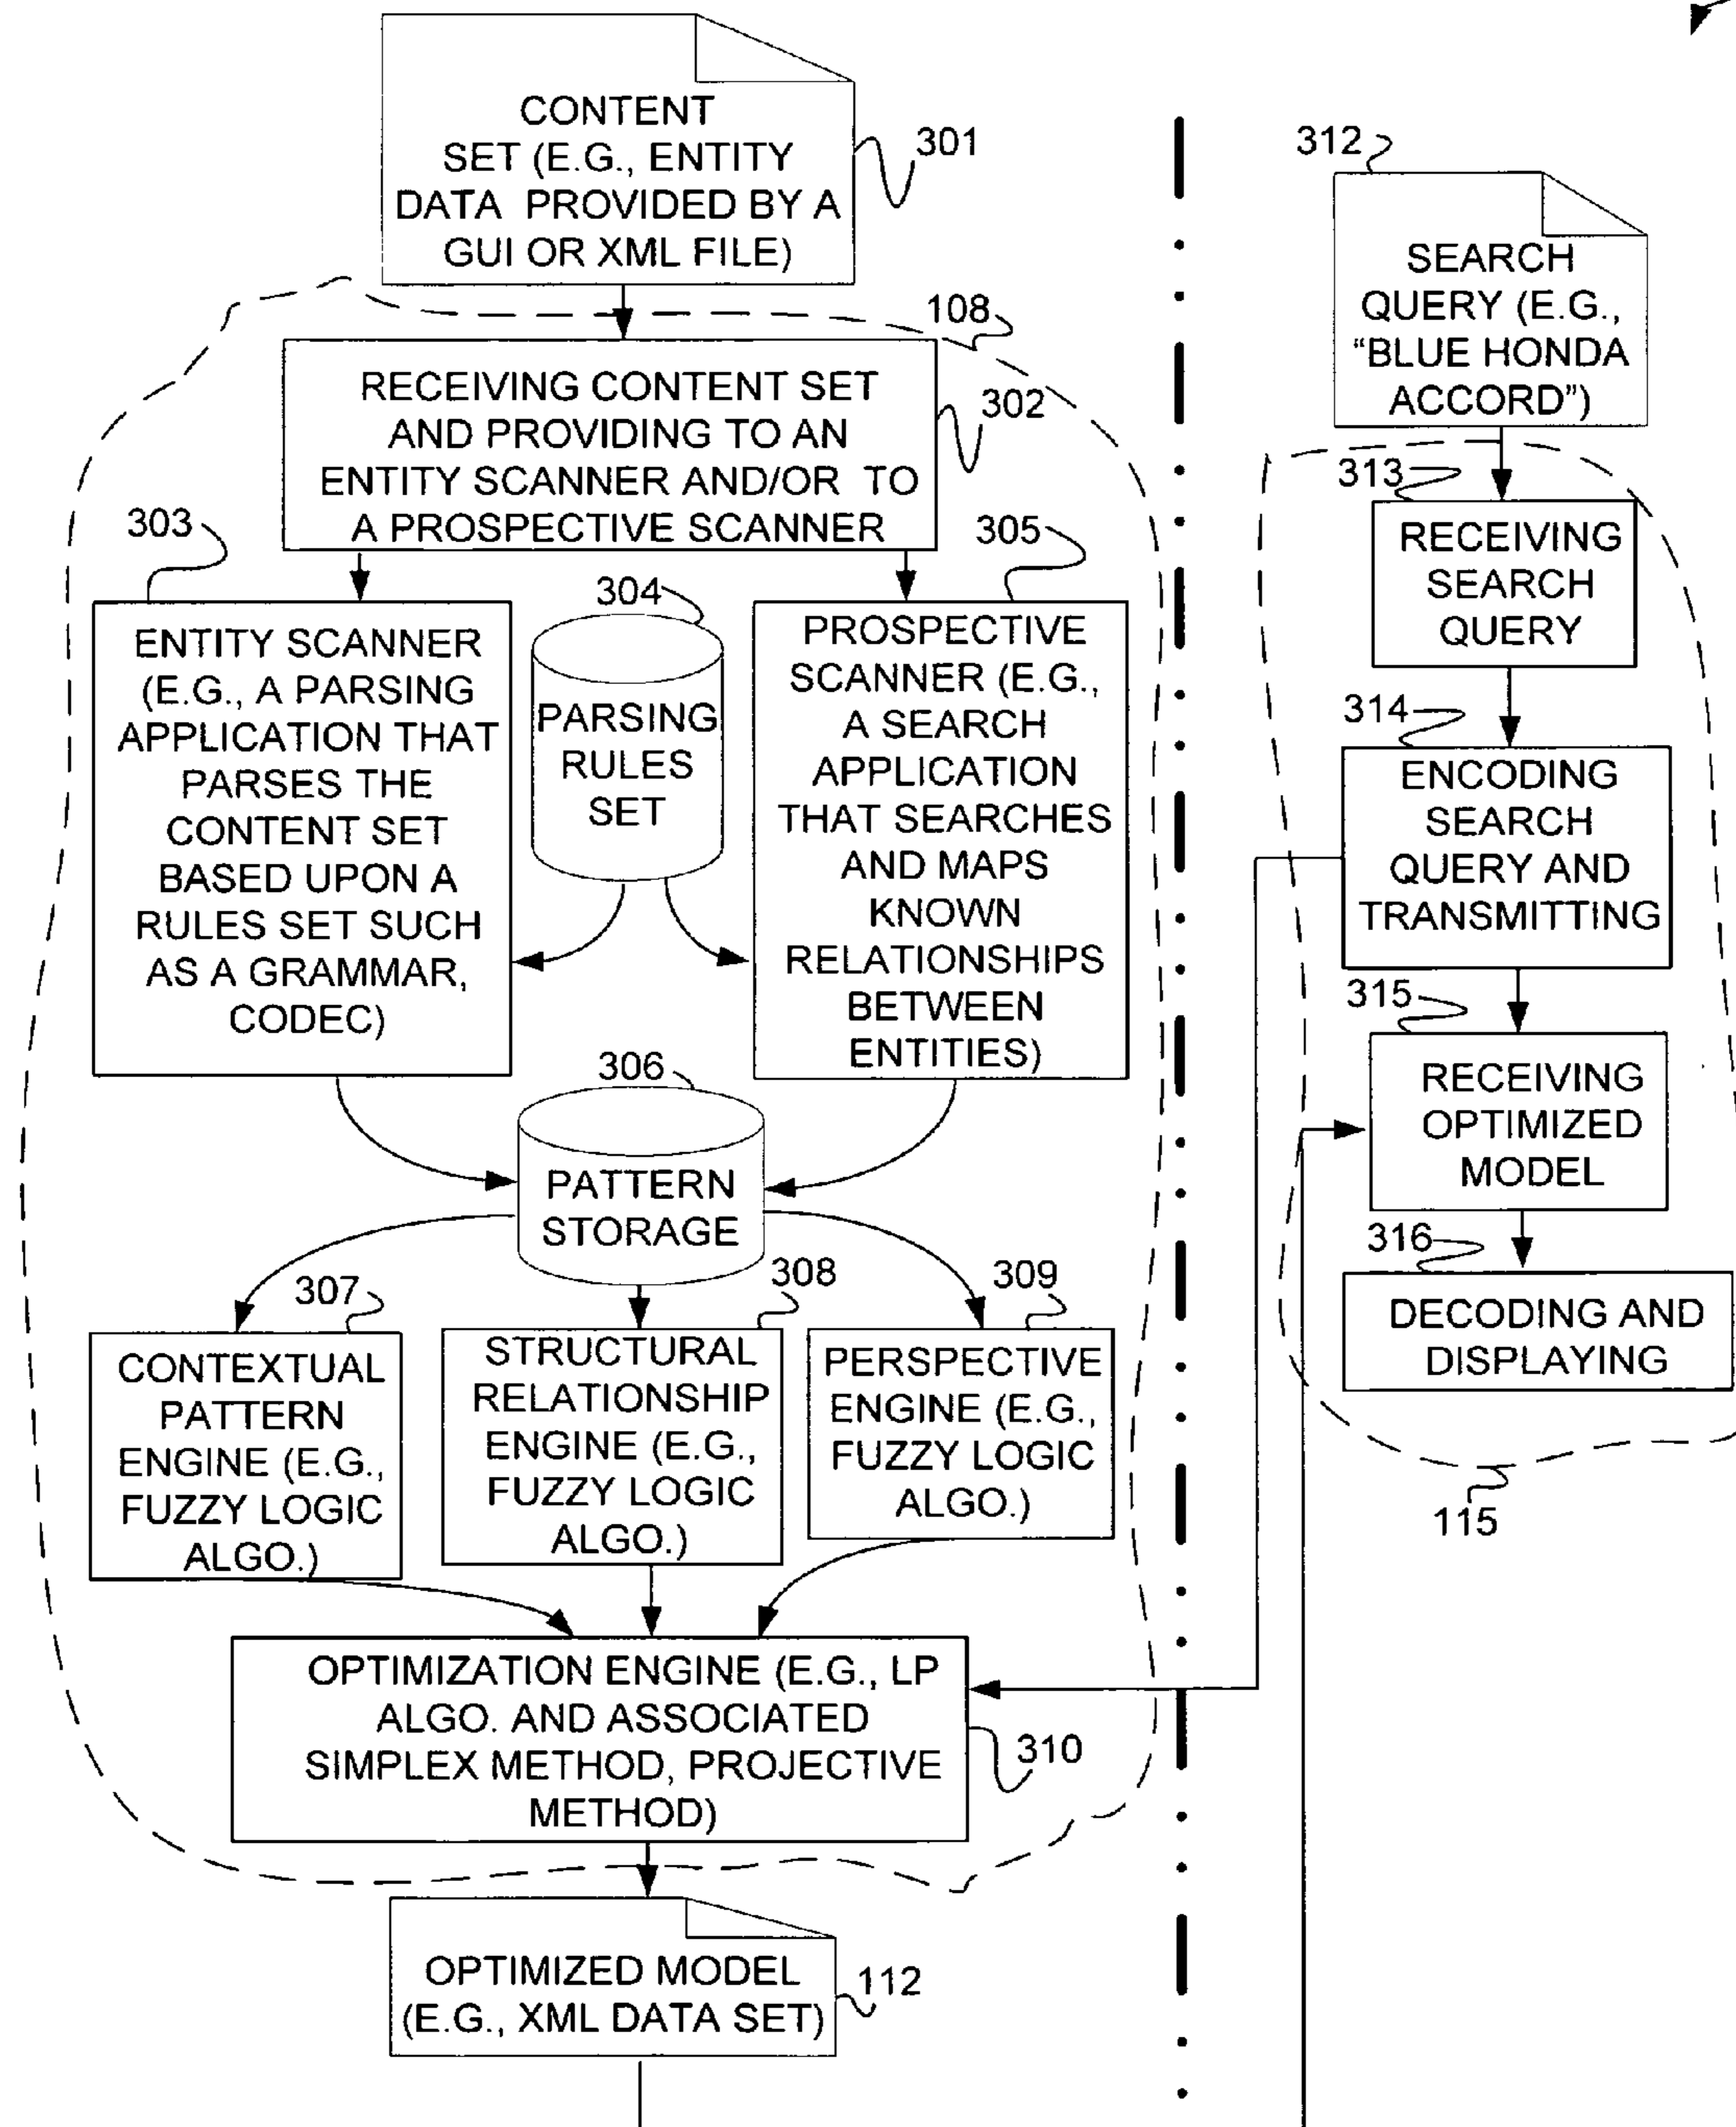 CONTENT
SET (E.G., ENTITY
DATA PROVIDED BY A
GUI OR XML FILE)
301
108
RECEIVING CONTENT SET
AND PROVIDING TO AN
ENTITY SCANNER AND/OR TO
A PROSPECTIVE SCANNER
302
303
ENTITY SCANNER
(E.G., A PARSING
APPLICATION THAT
PARSES THE
CONTENT SET
BASED UPON A
RULES SET SUCH
AS A GRAMMAR,
CODEC)
304
PARSING
RULES
SET
305
PROSPECTIVE
SCANNER (E.G.,
A SEARCH
APPLICATION
THAT SEARCHES
AND MAPS
KNOWN
RELATIONSHIPS
BETWEEN
ENTITIES)
306
PATTERN
STORAGE
307
CONTEXTUAL
PATTERN
ENGINE (E.G.,
FUZZY LOGIC
ALGO.)
308
STRUCTURAL
RELATIONSHIP
ENGINE (E.G.,
FUZZY LOGIC
ALGO.)
309
PERSPECTIVE
ENGINE (E.G.,
FUZZY LOGIC
ALGO.)
OPTIMIZATION ENGINE (E.G., LP
ALGO. AND ASSOCIATED
SIMPLEX METHOD, PROJECTIVE
METHOD)
310
OPTIMIZED MODEL
(E.G., XML DATA SET)
112
312
SEARCH
QUERY (E.G.,
“BLUE HONDA
ACCORD”)
313
RECEIVING
SEARCH
QUERY
314
ENCODING
SEARCH
QUERY AND
TRANSMITTING
315
RECEIVING
OPTIMIZED
MODEL
316
DECODING AND
DISPLAYING
115